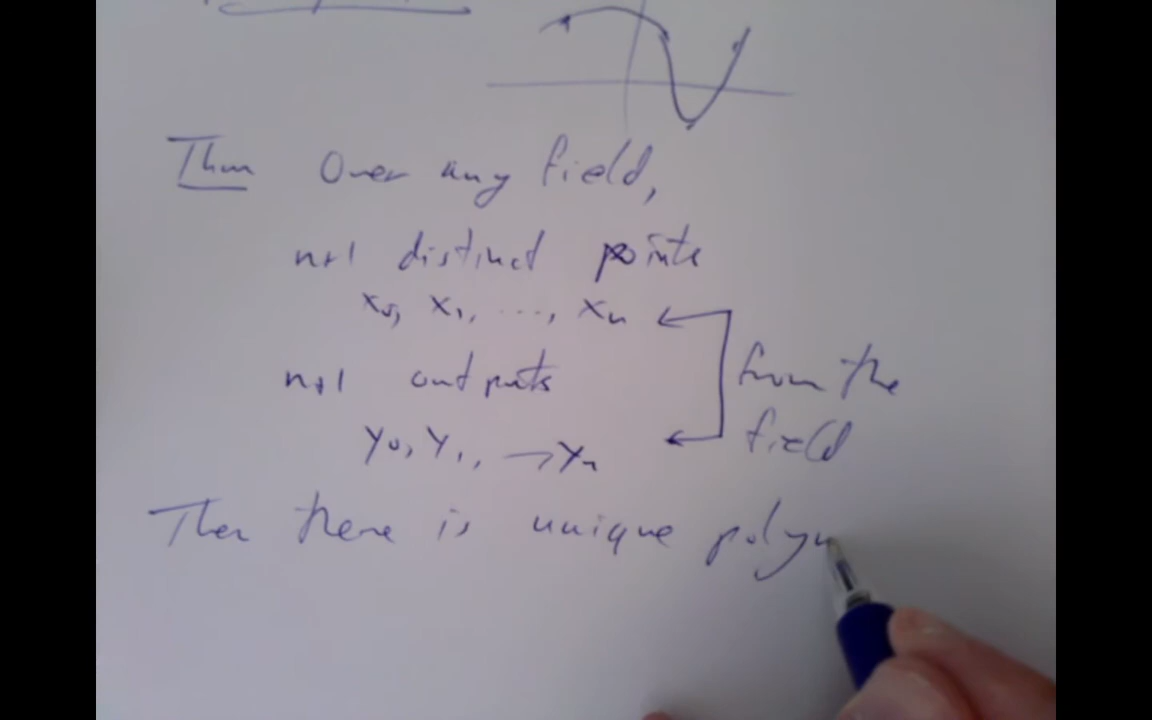 Thm Over any field,
n+1 distinct points
x0, x1, ..., xn
n+1 outputs
from the
field
y0, y1, → yn
Then there is unique polyn